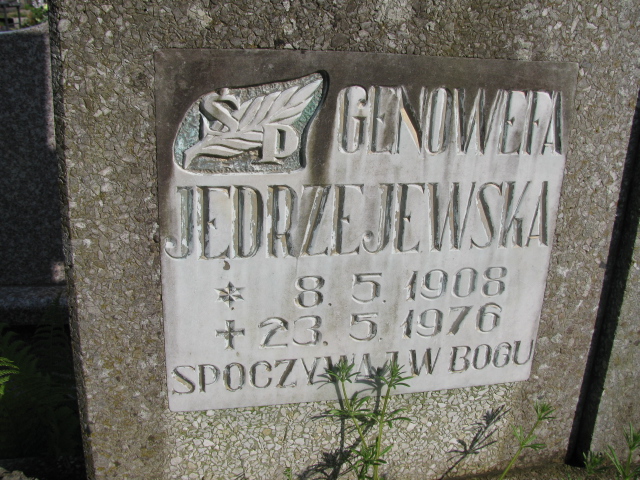 ŚP GENOWEFA
JĘDRZEJEWSKA
* 8. 5. 1908
✝ 23. 5. 1976
SPOCZYWAJ W BOGU